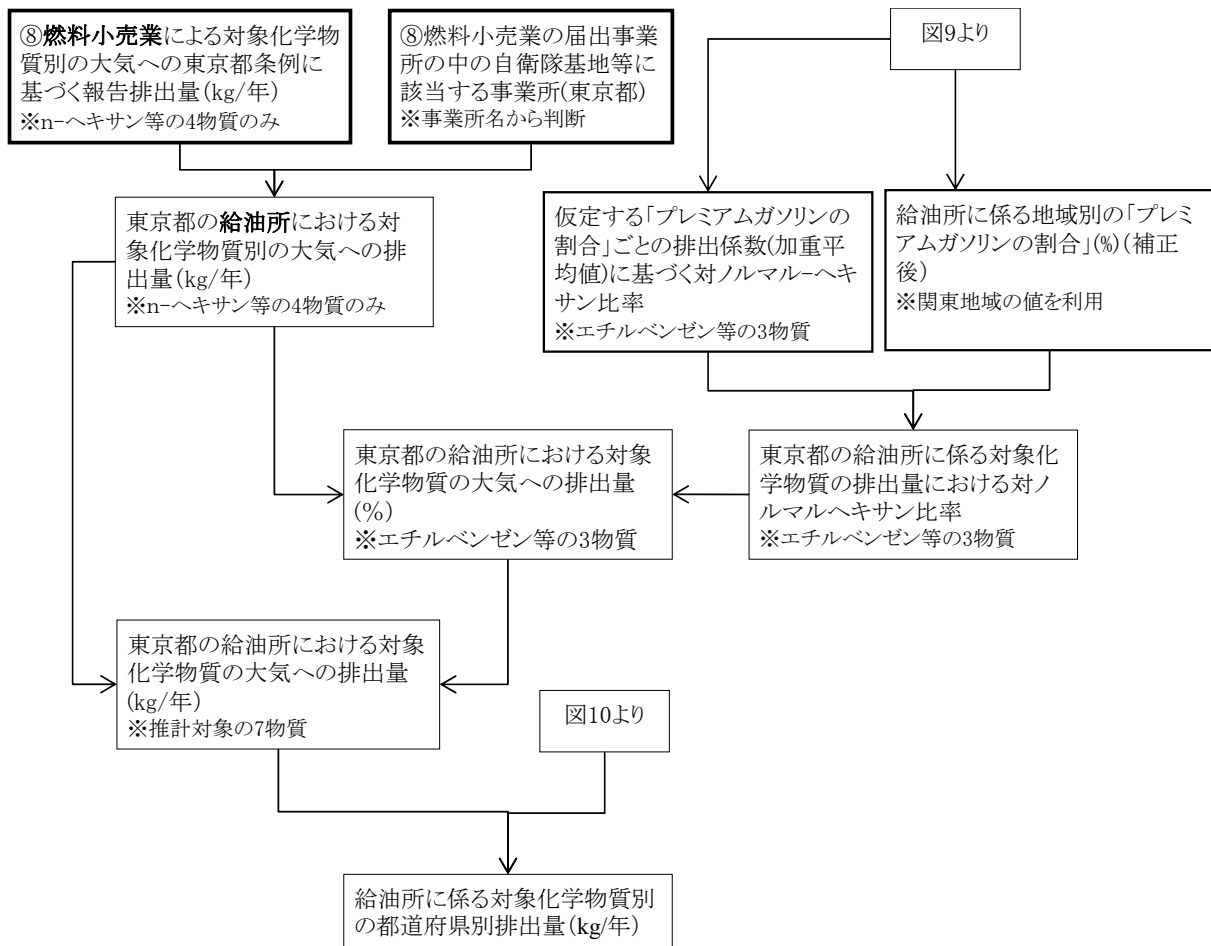 ⑧燃料小売業による対象化学物
質別の大気への東京都条例に
基づく報告排出量(kg/年)
※n-ヘキサン等の4物質のみ
⑧燃料小売業の届出事業
所の中の自衛隊基地等に
該当する事業所(東京都)
※事業所名から判断
図9より
東京都の給油所における対
象化学物質別の大気への排
出量(kg/年)
※n-ヘキサン等の4物質のみ
仮定する「プレミアムガソリンの
割合」ごとの排出係数(加重平
均値)に基づく対ノルマル-ヘキ
サン比率
※エチルベンゼン等の3物質
給油所に係る地域別の「プレミ
アムガソリンの割合」(%)(補正
後)
※関東地域の値を利用
東京都の給油所における対象
化学物質の大気への排出量
(%)
※エチルベンゼン等の3物質
東京都の給油所に係る対象化
学物質の排出量における対ノ
ルマルヘキサン比率
※エチルベンゼン等の3物質
東京都の給油所における対象
化学物質の大気への排出量
(kg/年)
※推計対象の7物質
図10より
給油所に係る対象化学物質別
の都道府県別排出量(kg/年)